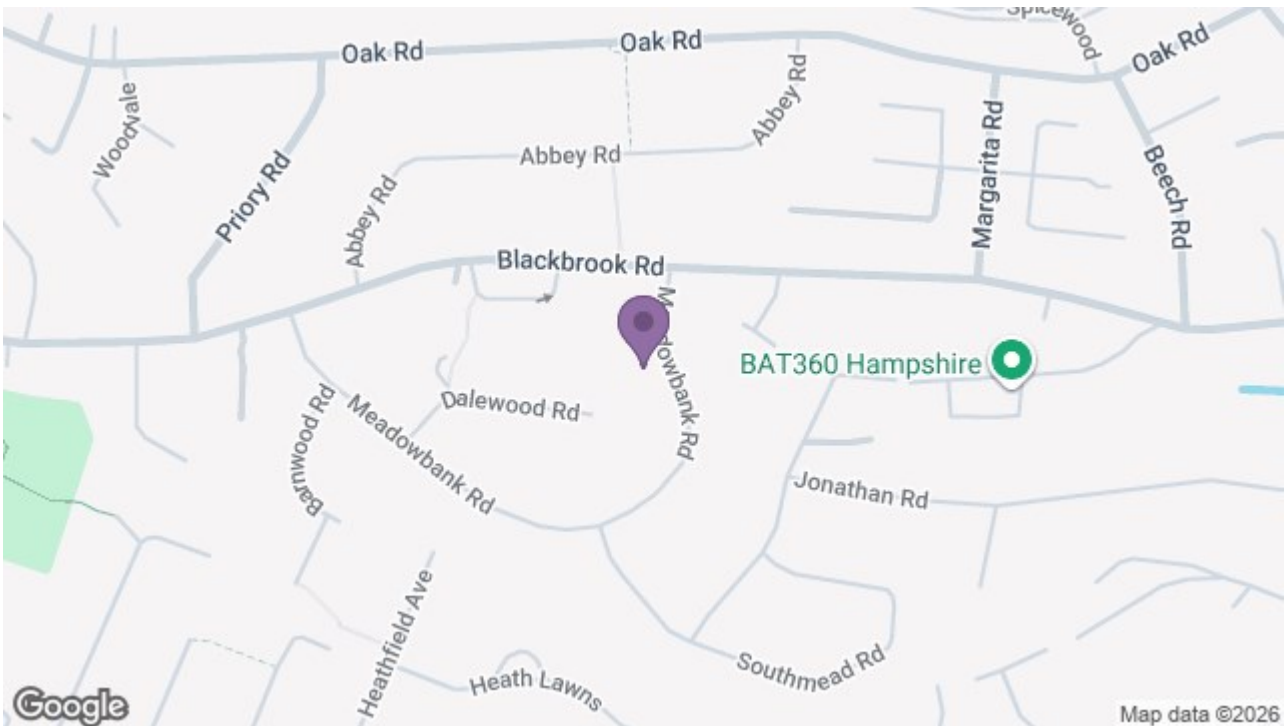 Spicewood
Oak Rd
Oak Rd
Oak Rd
Woodvale
Abbey Rd
Margarita Rd
Abbey Rd
Beech Rd
Priory Rd
Abbey Rd
Blackbrook Rd
Meadowbank Rd
BAT360 Hampshire
Dalewood Rd
Barnwood Rd
Meadowbank Rd
Jonathan Rd
Heathfield Ave
Southmead Rd
Heath Lawns
Google
Map data ©2026